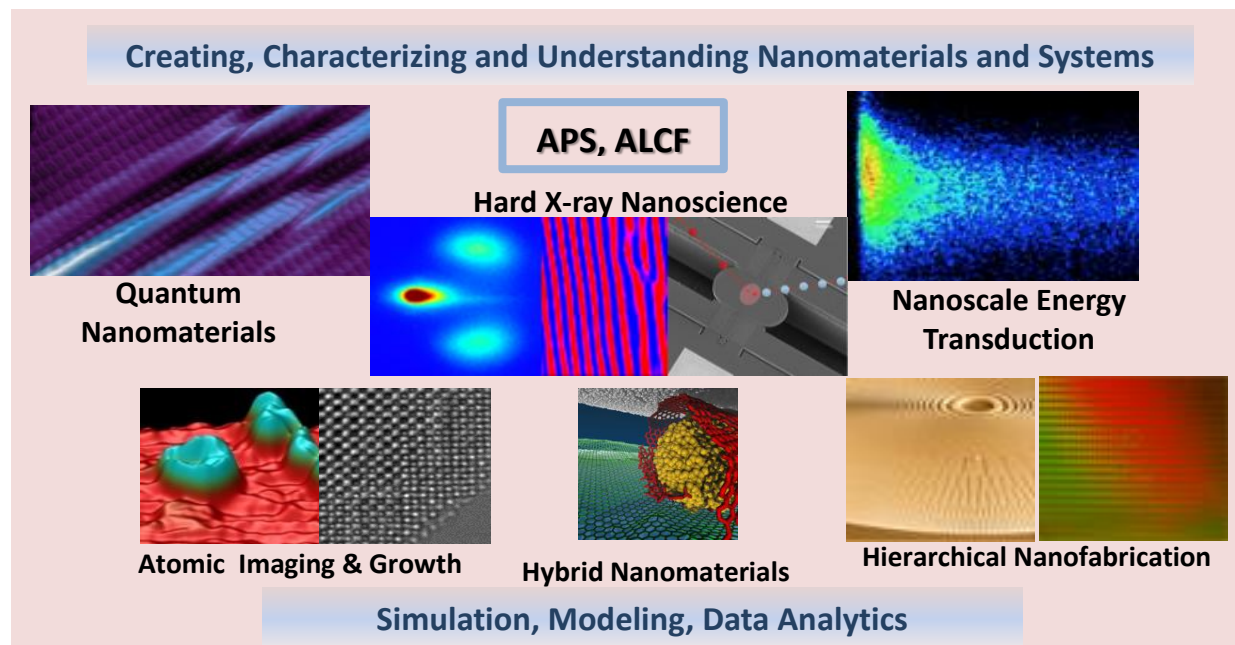 Creating, Characterizing and Understanding Nanomaterials and Systems
APS, ALCF
Hard X-ray Nanoscience
Quantum
Nanomaterials
Nanoscale Energy
Transduction
Atomic  Imaging & Growth
Hybrid Nanomaterials
Hierarchical Nanofabrication
Simulation, Modeling, Data Analytics